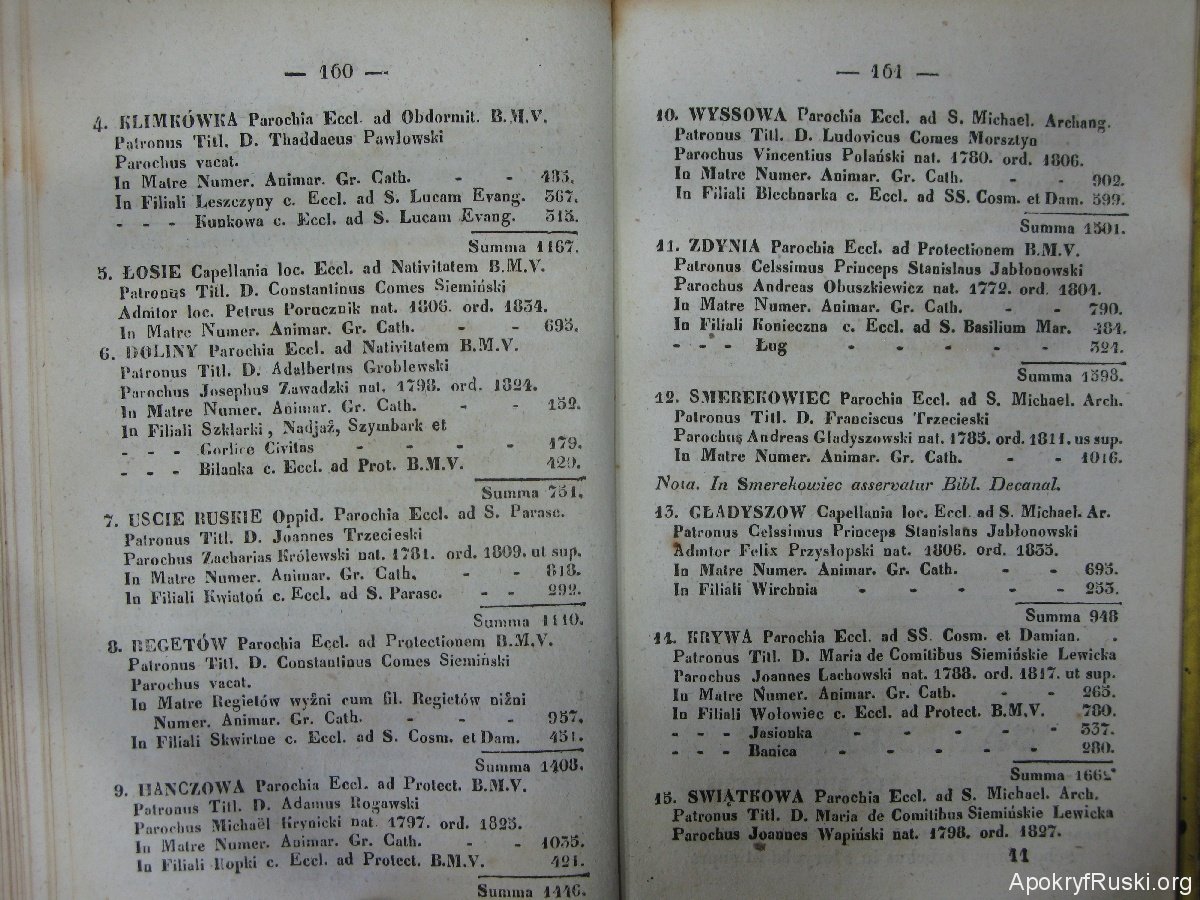 — 160 —
4. KLIMKÓWKA Parochia Eccl. ad Obdormit. B.M.V.
Patronus Titl. D. Thaddaeus Pawłowski
Parochus vacat.
In Matre Numer. Animar. Gr. Cath. - - 485.
In Filiali Leszczyny c. Eccl. ad S. Lucam Evang. 367.
- - - Kunkowa c. Eccl. ad S. Lucam Evang. 315.
Summa 1167.
5. ŁOSIE Capellania loc. Eccl. ad Nativitatem B.M.V.
Patronus Titl. D. Constantinus Comes Siemiński
Admtor loc. Petrus Porucznik nat. 1806. ord. 1834.
In Matre Numer. Animar. Gr. Cath. - - 695.
6. DOLINY Parochia Eccl. ad Nativitatem B.M.V.
Patronus Titl. D. Adalbertus Groblewski
Parochus Josephus Zawadzki nat. 1798. ord. 1824.
In Matre Numer. Animar. Gr. Cath. - - 152.
In Filiali Szklarki, Nadjaź, Szymbark et
- - - Gorlice Civitas - - - - 179.
- - - Bilanka c. Eccl. ad Prot. B.M.V. 420.
Summa 751.
7. USCIE RUSKIE Oppid. Parochia Eccl. ad S. Parasc.
Patronus Titl. D. Joannes Trzecieski
Parochus Zacharias Królewski nat. 1781. ord. 1809. ut sup.
In Matre Numer. Animar. Gr. Cath. - - 818.
In Filiali Kwiatoń c. Eccl. ad S. Parasc. - - 292.
Summa 1110.
8. REGETÓW Parochia Eccl. ad Protectionem B.M.V.
Patronus Titl. D. Constantinus Comes Siemiński
Parochus vacat.
In Matre Regietów wyźni cum fil. Regietów niźni
Numer. Animar. Gr. Cath. - - - 957.
In Filiali Skwirtne c. Eccl. ad S. Cosm. et Dam. 451.
Summa 1408.
9. HANCZOWA Parochia Eccl. ad Protect. B.M.V.
Patronus Titl. D. Adamus Rogawski
Parochus Michaël Krynicki nat. 1797. ord. 1825.
In Matre Numer. Animar. Gr. Cath. - - 1035.
In Filiali Ropki c. Eccl. ad Protect. B.M.V. 421.
Summa 1446.
— 161 —
10. WYSSOWA Parochia Eccl. ad S. Michael. Archang.
Patronus Titl. D. Ludovicus Comes Morsztyn
Parochus Vincentius Polański nat. 1780. ord. 1806.
In Matre Numer. Animar. Gr. Cath. - - 902.
In Filiali Blechnarka c. Eccl. ad SS. Cosm. et Dam. 599.
Summa 1501.
11. ZDYNIA Parochia Eccl. ad Protectionem B.M.V.
Patronus Celssimus Princeps Stanislaus Jabłonowski
Parochus Andreas Obuszkiewicz nat. 1772. ord. 1804.
In Matre Numer. Animar. Gr. Cath. - - 790.
In Filiali Konieczna c. Eccl. ad S. Basilium Mar. 484.
- - - Ług - - - - - 324.
Summa 1598.
12. SMEREKOWIEC Parochia Eccl. ad S. Michael. Arch.
Patronus Titl. D. Franciscus Trzecieski
Parochus Andreas Gladyszowski nat. 1785. ord. 1811. us sup.
In Matre Numer. Animar. Gr. Cath. - - 1016.
Nota. In Smerekowiec asservatur Bibl. Decanal.
13. GŁADYSZOW Capellania loc. Eccl. ad S. Michael. Ar.
Patronus Celssimus Princeps Stanislaus Jabłonowski
Admtor Felix Przysłopski nat. 1806. ord. 1833.
In Matre Numer. Animar. Gr. Cath. - - 695.
In Filiali Wirchnia - - - - 253.
Summa 948
14. KRYWA Parochia Eccl. ad SS. Cosm. et Damian.
Patronus Titl. D. Maria de Comitibus Siemińskie Lewicka
Parochus Joannes Lachowski nat. 1788. ord. 1817. ut sup.
In Matre Numer. Animar. Gr. Cath. - - 265.
In Filiali Wołowiec c. Eccl. ad Protect. B.M.V. 780.
- - - Jasionka - - - - - 337.
- - - Banica - - - - - 280.
Summa 1662.
15. SWIĄTKOWA Parochia Eccl. ad S. Michael. Arch.
Patronus Titl. D. Maria de Comitibus Siemińskie Lewicka
Parochus Joannes Wapiński nat. 1798. ord. 1827.
11
ApokryfRuski.org